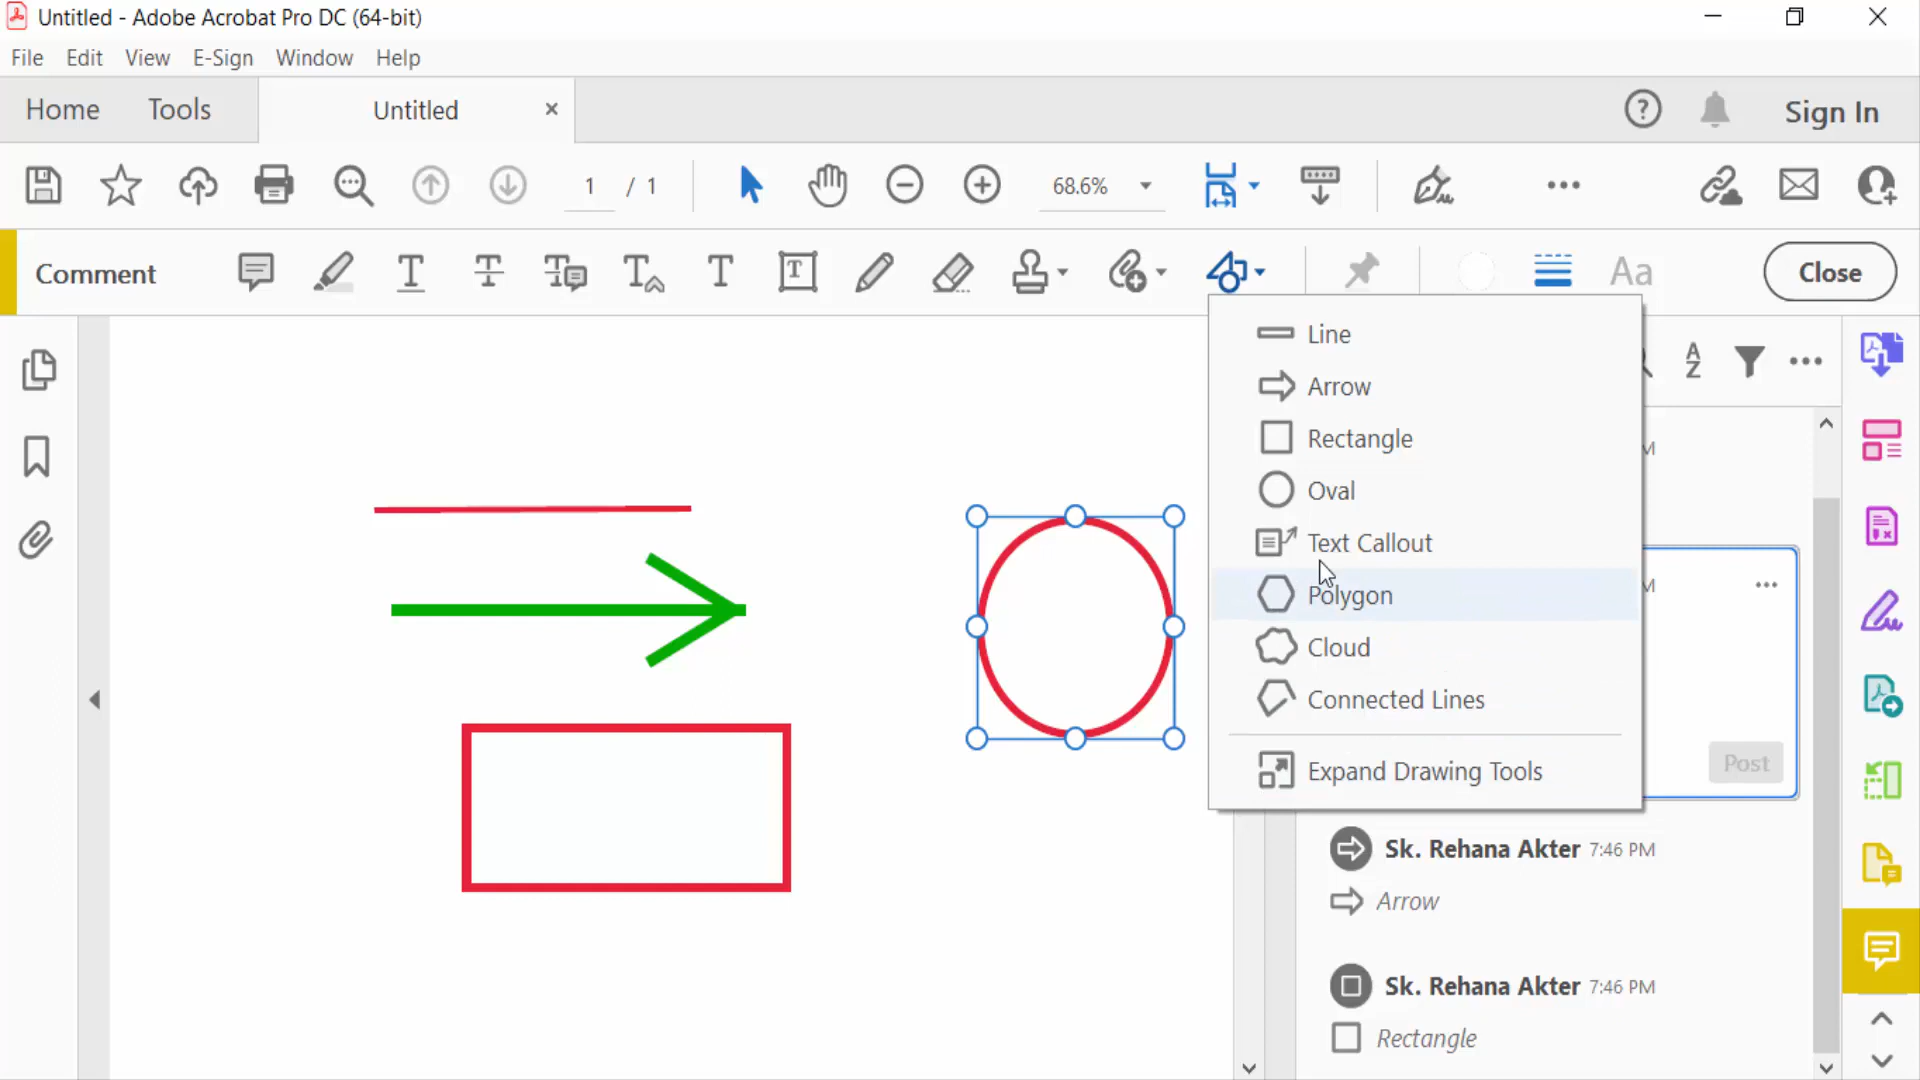 Untitled - Adobe Acrobat Pro DC (64-bit)
File Edit View E-Sign Window Help
Home Tools Untitled × Sign In
1 / 1 68.6%
Comment Aa Close
Line
Arrow
Rectangle
Oval
Text Callout
Polygon
Cloud
Connected Lines
Expand Drawing Tools
Post
Sk. Rehana Akter 7:46 PM
Arrow
Sk. Rehana Akter 7:46 PM
Rectangle